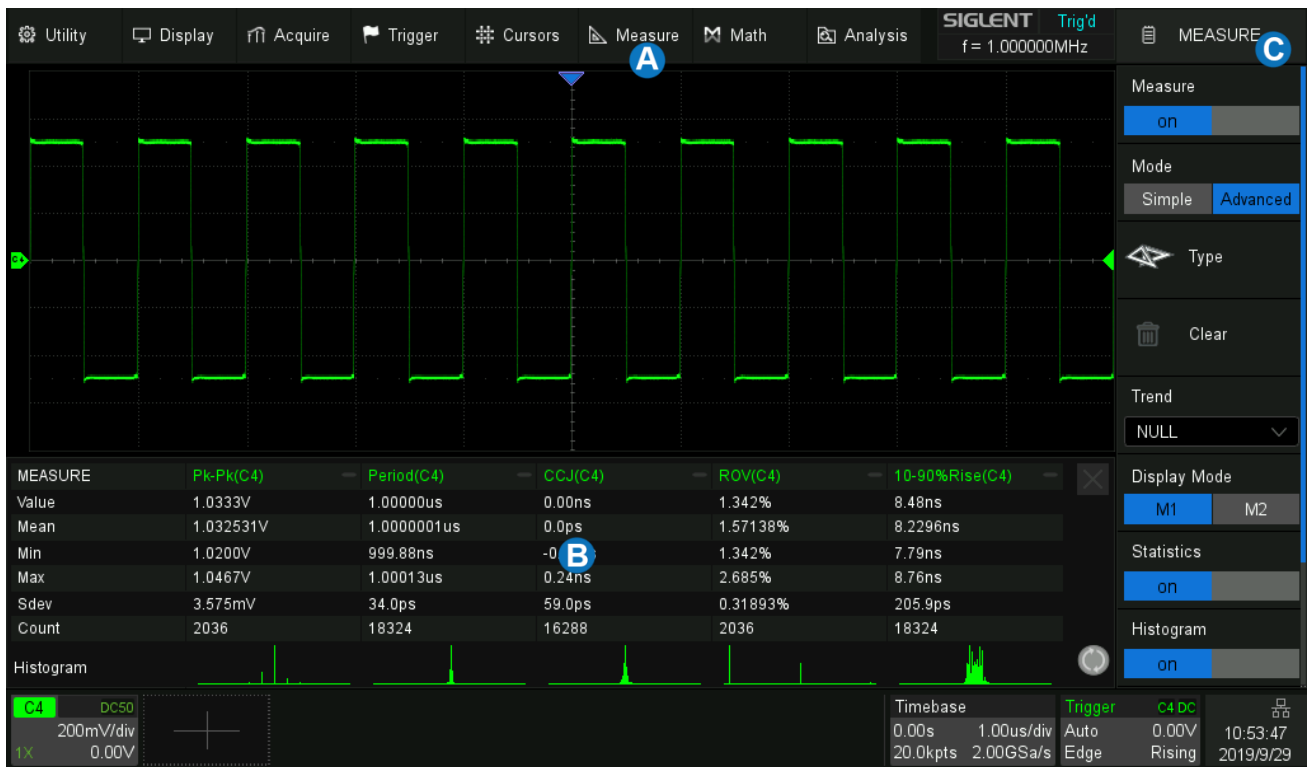 Utility Display Acquire Trigger Cursors Measure Math Analysis SIGLENT Trig'd MEASURE
f = 1.000000MHz
A
C
Measure
on
Mode
Simple Advanced
C4
Type
Clear
Trend
NULL
MEASURE Pk-Pk(C4) Period(C4) CCJ(C4) ROV(C4) 10-90%Rise(C4)
Value 1.0333V 1.00000us 0.00ns 1.342% 8.48ns
Mean 1.032531V 1.0000001us 0.0ps 1.57138% 8.2296ns
Min 1.0200V 999.88ns 1.342% 7.79ns
B
Max 1.0467V 1.00013us 0.24ns 2.685% 8.76ns
Sdev 3.575mV 34.0ps 59.0ps 0.31893% 205.9ps
Count 2036 18324 16288 2036 18324
Histogram
Display Mode
M1 M2
Statistics
on
Histogram
on
C4 DC50
200mV/div
1X 0.00V
Timebase
0.00s 1.00us/div
20.0kpts 2.00GSa/s
Trigger C4 DC
Auto 0.00V
Edge Rising
10:53:47
2019/9/29